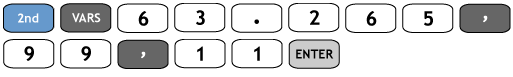 2nd VARS 6 3 . 2 6 5 ,
9 9 , 1 1 ENTER